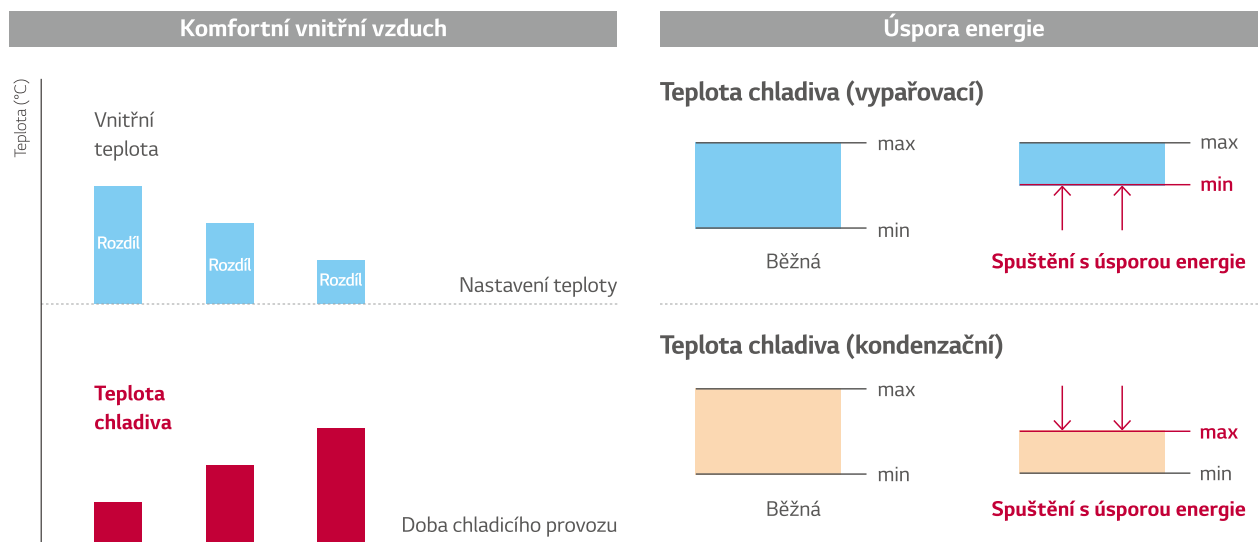 Komfortní vnitřní vzduch
Teplota (°C)
Vnitřní
teplota
Rozdíl
Rozdíl
Rozdíl
Nastavení teploty
Teplota
chladiva
Doba chladicího provozu
Úspora energie
Teplota chladiva (vypařovací)
max
min
Běžná
max
min
Spuštění s úsporou energie
Teplota chladiva (kondenzační)
max
min
Běžná
max
min
Spuštění s úsporou energie